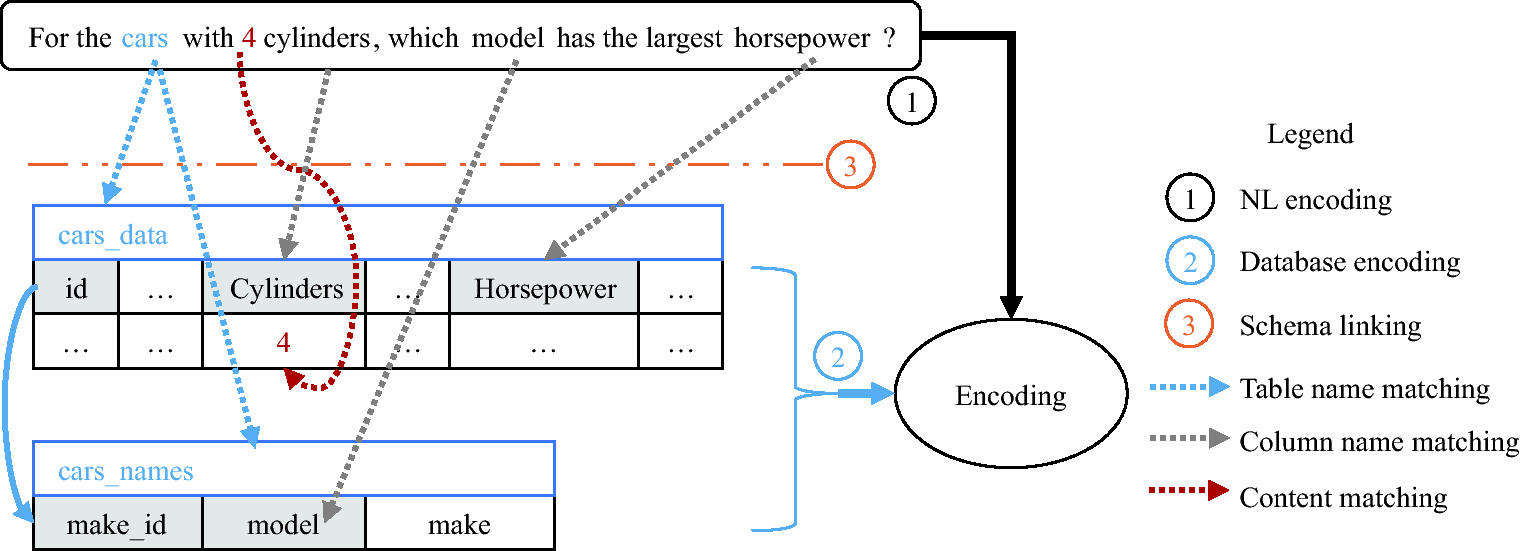 For the cars with 4 cylinders, which model has the largest horsepower ?
1
Legend
3
1 NL encoding
cars_data
2 Database encoding
id … Cylinders … Horsepower …
3 Schema linking
… … 4 … … …
2
Encoding
Table name matching
Column name matching
cars_names
Content matching
make_id model make